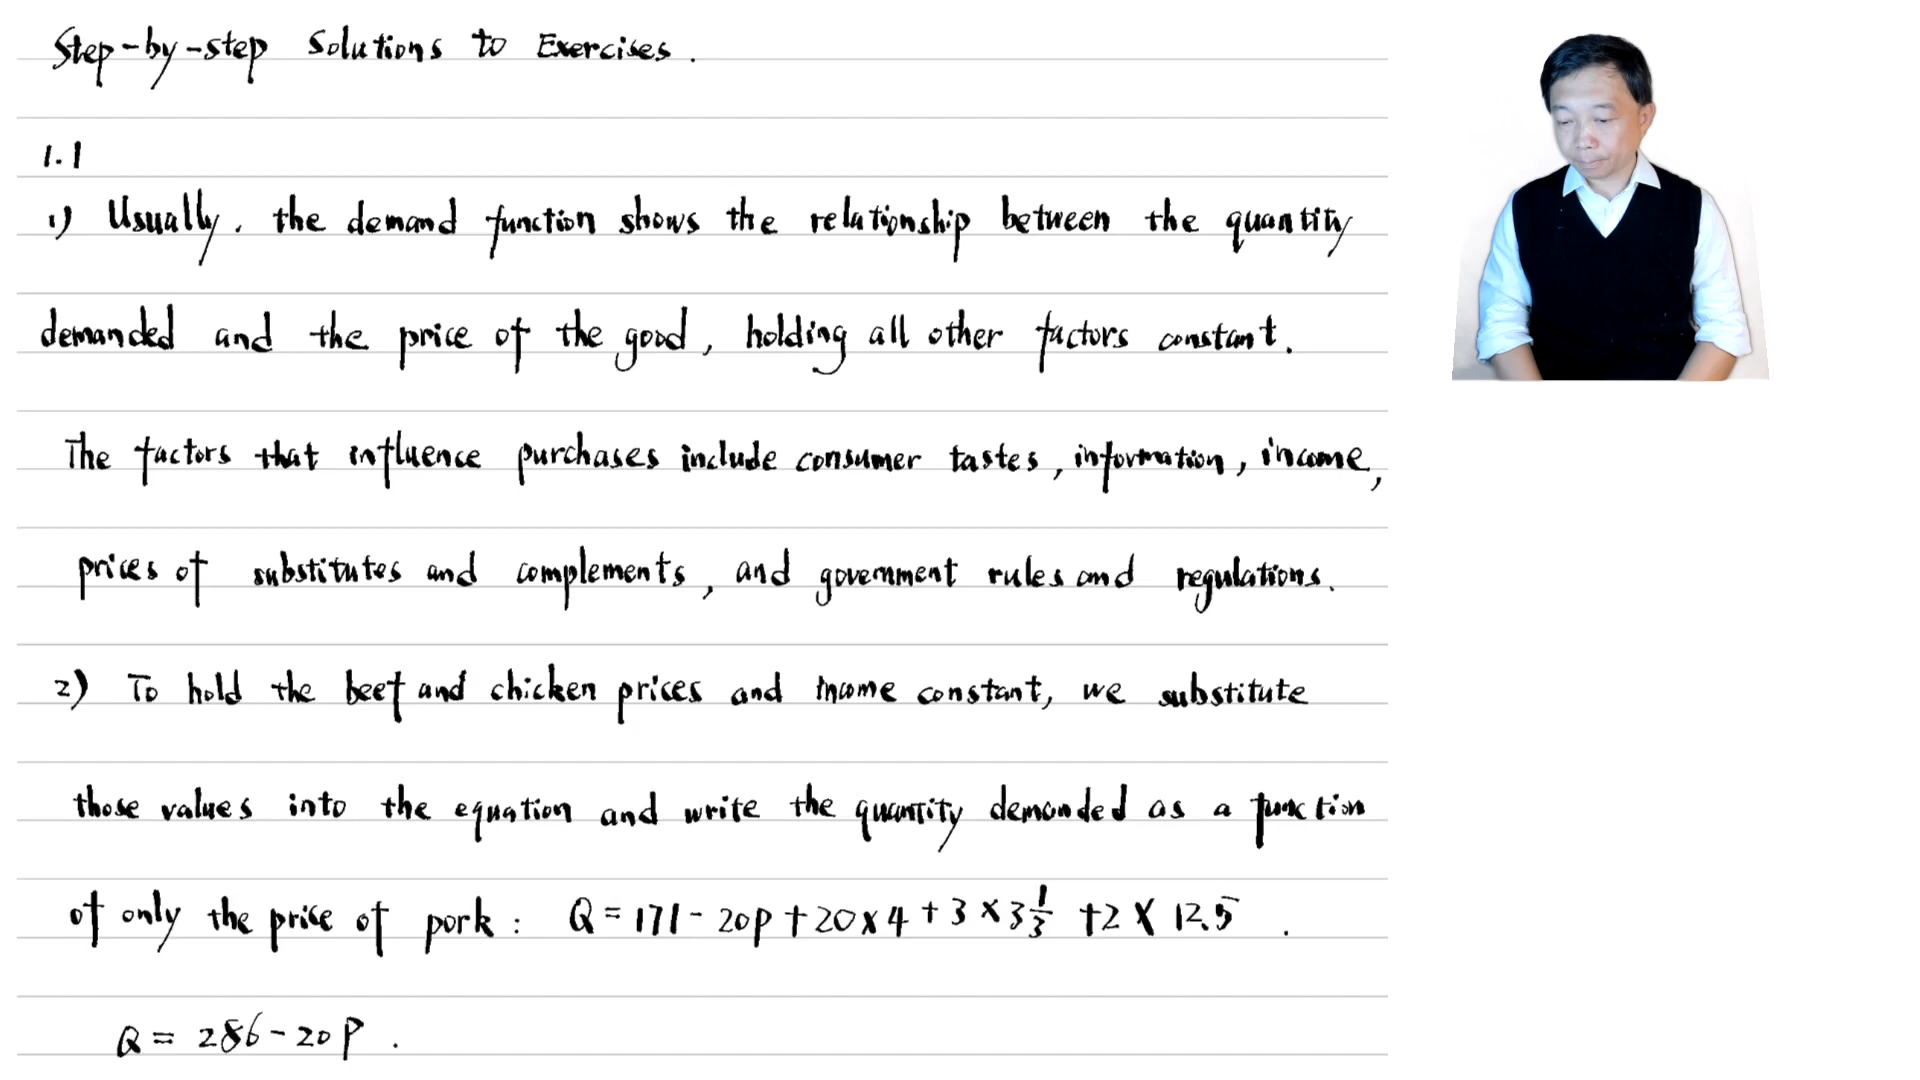 Step-by-step Solutions to Exercises.
1.1
1) Usually, the demand function shows the relationship between the quantity
demanded and the price of the good, holding all other factors constant.
The factors that influence purchases include consumer tastes, information, income,
prices of substitutes and complements, and government rules and regulations.
2) To hold the beef and chicken prices and income constant, we substitute
those values into the equation and write the quantity demanded as a function
of only the price of pork: Q = 171 - 20p + 20 × 4 + 3 × 3 1/3 + 2 × 12.5 .
Q = 286 - 20p .